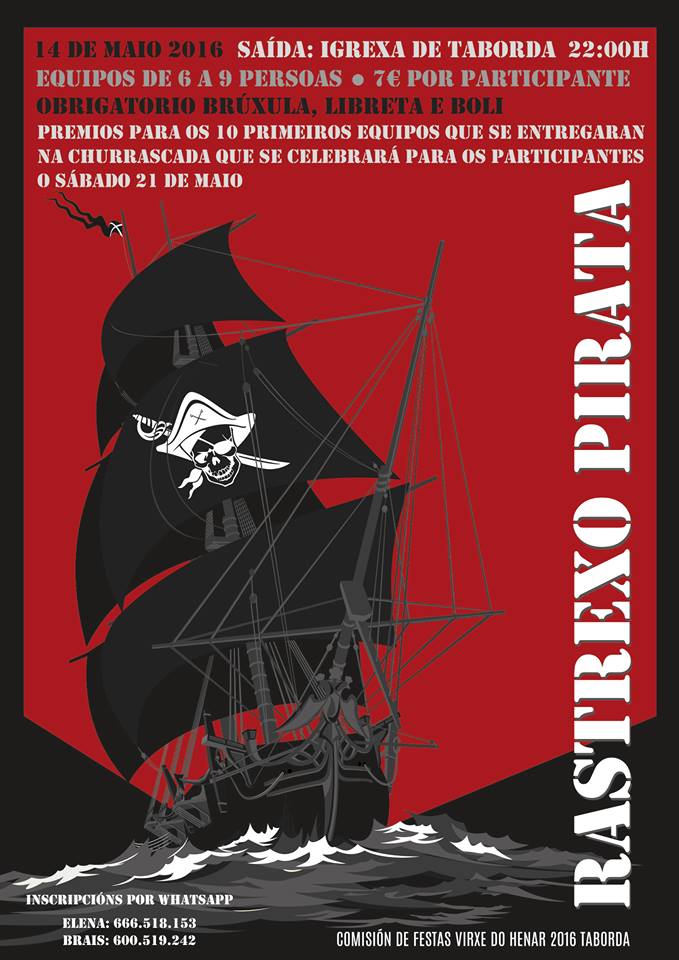 14 DE MAIO 2016 SAÍDA: IGREXA DE TABORDA 22:00H
EQUIPOS DE 6 A 9 PERSOAS ● 7€ POR PARTICIPANTE
OBRIGATORIO BRÚXULA, LIBRETA E BOLI
PREMIOS PARA OS 10 PRIMEIROS EQUIPOS QUE SE ENTREGARAN
NA CHURRASCADA QUE SE CELEBRARÁ PARA OS PARTICIPANTES
O SÁBADO 21 DE MAIO
RASTREXO PIRATA
INSCRIPCIÓNS POR WHATSAPP
ELENA: 666.518.153
BRAIS: 600.519.242
COMISIÓN DE FESTAS VIRXE DO HENAR 2016 TABORDA